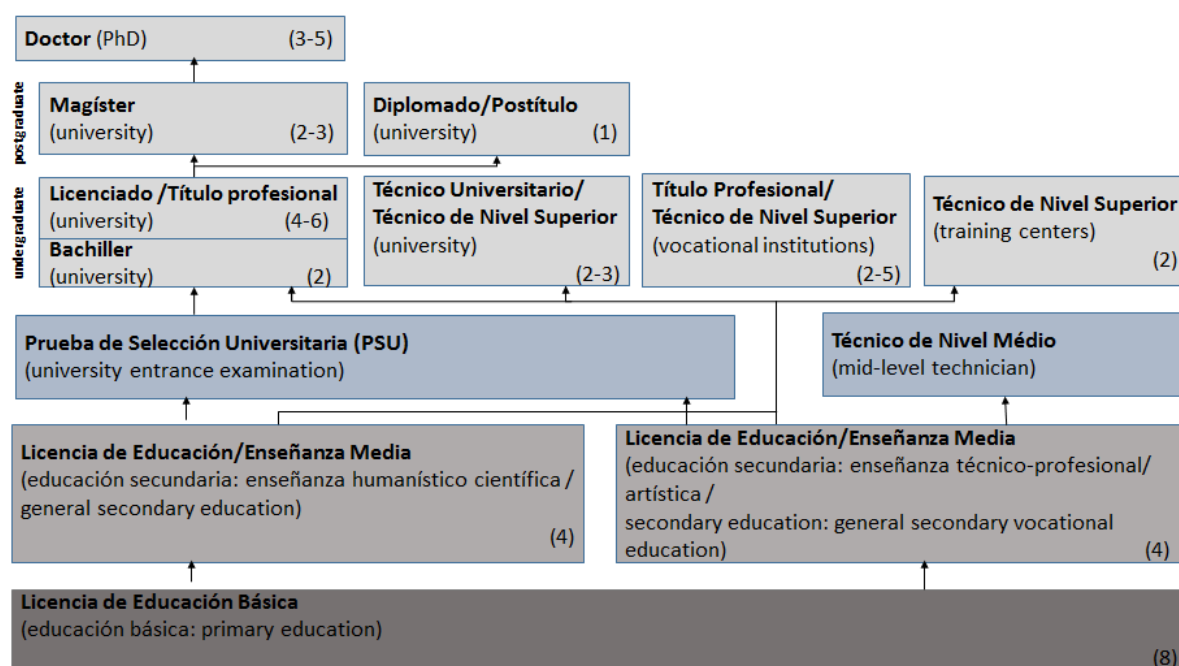 Doctor (PhD) (3-5)
postgraduate
Magíster
(university) (2-3)
Diplomado/Postítulo
(university) (1)
undergraduate
Licenciado /Título profesional
(university) (4-6)
Bachiller
(university) (2)
Técnico Universitario/
Técnico de Nivel Superior
(university)
(2-3)
Título Profesional/
Técnico de Nivel Superior
(vocational institutions)
(2-5)
Técnico de Nivel Superior
(training centers)
(2)
Prueba de Selección Universitaria (PSU)
(university entrance examination)
Técnico de Nivel Médio
(mid-level technician)
Licencia de Educación/Enseñanza Media
(educación secundaria: enseñanza humanístico científica /
general secondary education)
(4)
Licencia de Educación/Enseñanza Media
(educación secundaria: enseñanza técnico-profesional/
artística /
secondary education: general secondary vocational
education) (4)
Licencia de Educación Básica
(educación básica: primary education)
(8)